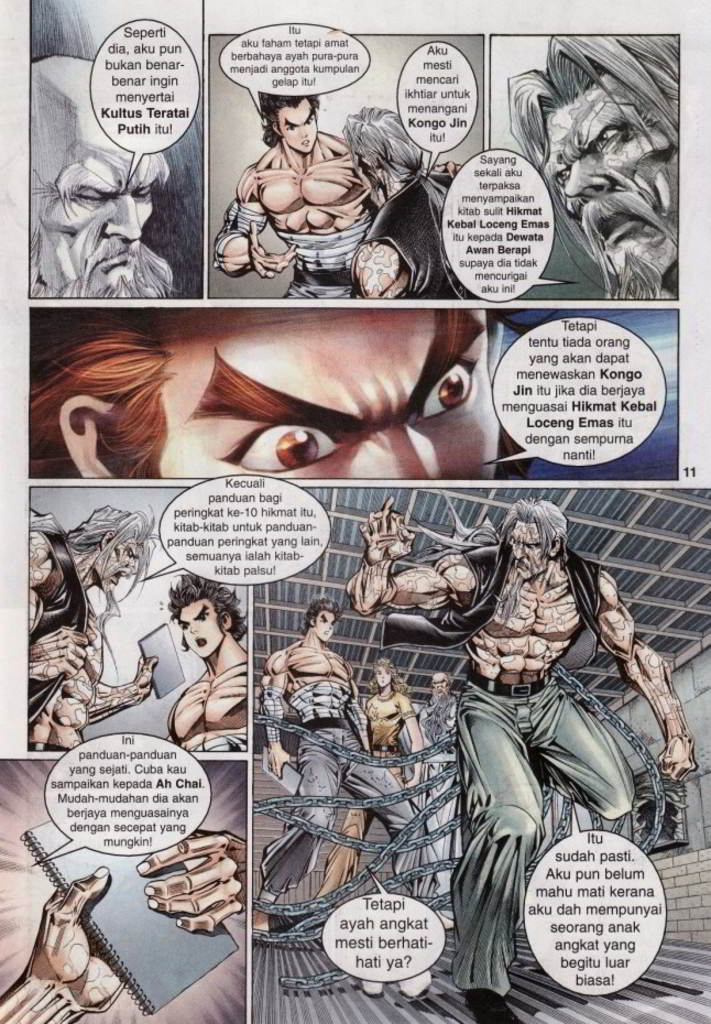 Seperti
dia, aku pun
bukan benar-
benar ingin
menyertai
Kultus Teratai
Putih itu!
Itu
aku faham tetapi amat
berbahaya ayah pura-pura
menjadi anggota kumpulan
gelap itu!
Aku
mesti
mencari
ikhtiar untuk
menangani
Kongo Jin
itu!
Sayang
sekali aku
terpaksa
menyampaikan
kitab sulit Hikmat
Kebal Loceng Emas
itu kepada Dewata
Awan Berapi
supaya dia tidak
mencurigai
aku ini!
Tetapi
tentu tiada orang
yang akan dapat
menewaskan Kongo
Jin itu jika dia berjaya
menguasai Hikmat Kebal
Loceng Emas itu
dengan sempurna
nanti!
11
Kecuali
panduan bagi
peringkat ke-10 hikmat itu,
kitab-kitab untuk panduan-
panduan peringkat yang lain,
semuanya ialah kitab-
kitab palsu!
Ini
panduan-panduan
yang sejati. Cuba kau
sampaikan kepada Ah Chai.
Mudah-mudahan dia akan
berjaya menguasainya
dengan secepat yang
mungkin!
Tetapi
ayah angkat
mesti berhati-
hati ya?
Itu
sudah pasti.
Aku pun belum
mahu mati kerana
aku dah mempunyai
seorang anak
angkat yang
begitu luar
biasa!